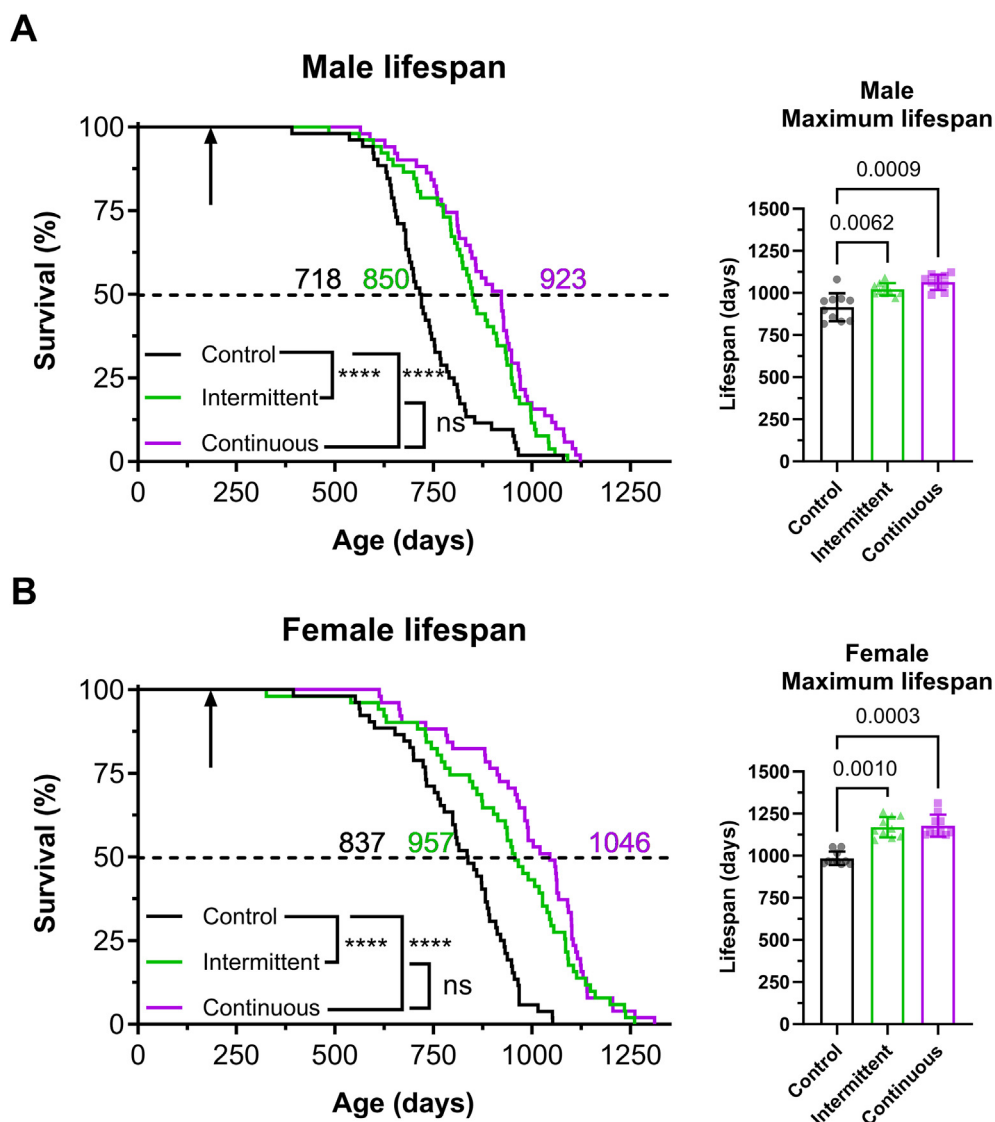 A
Male lifespan
Survival (%)
100
75
50
25
0
718 850 923
Control
Intermittent
Continuous
****
****
ns
0 250 500 750 1000 1250
Age (days)
Male
Maximum lifespan
0.0009
0.0062
Lifespan (days)
1500
1250
1000
750
500
250
0
Control
Intermittent
Continuous
B
Female lifespan
Survival (%)
100
75
50
25
0
837 957 1046
Control
Intermittent
Continuous
****
****
ns
0 250 500 750 1000 1250
Age (days)
Female
Maximum lifespan
0.0003
0.0010
Lifespan (days)
1500
1250
1000
750
500
250
0
Control
Intermittent
Continuous